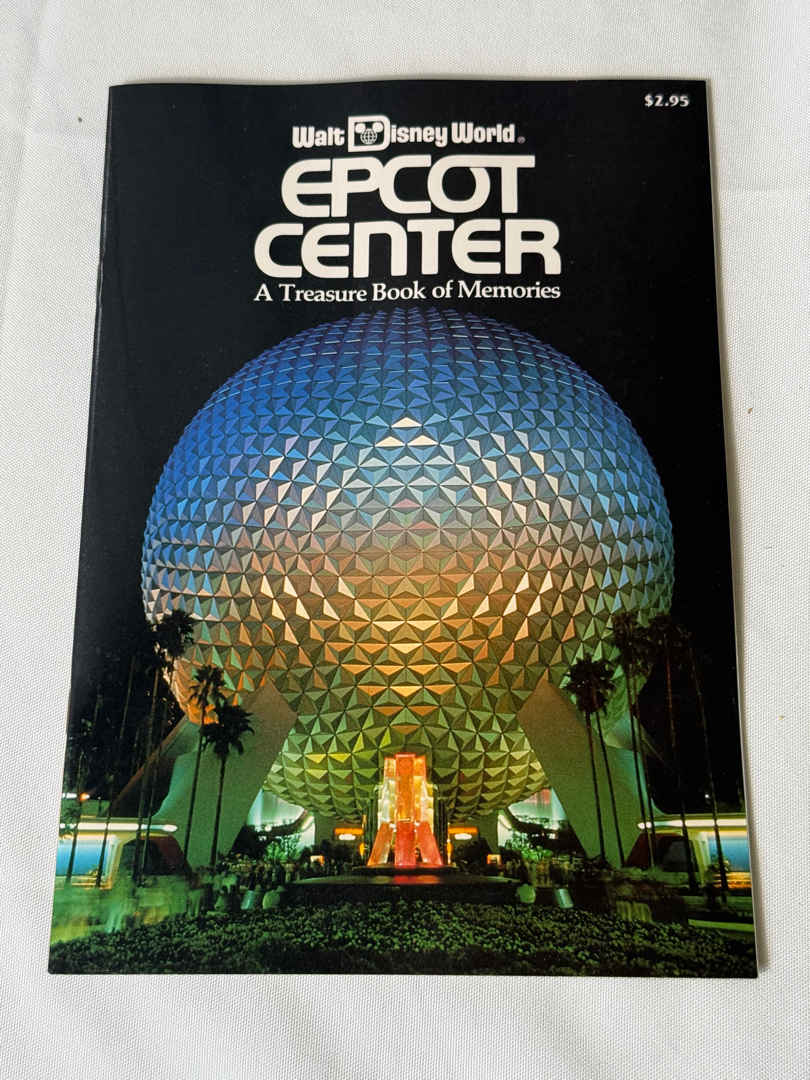 $2.95
Walt Disney World®
EPCOT
CENTER
A Treasure Book of Memories